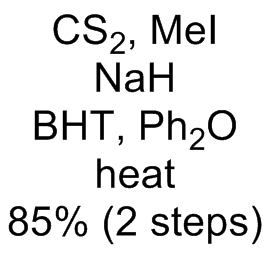 CS₂, MeI
NaH
BHT, Ph₂O
heat
85% (2 steps)